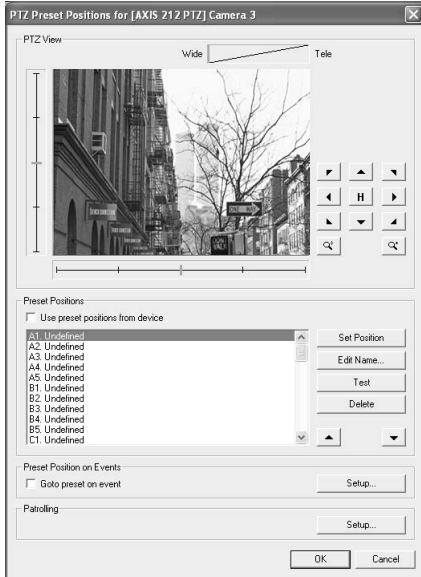 PTZ Preset Positions for [AXIS 212 PTZ] Camera 3
PTZ View
Wide
Tele
ONE WAY
H
Preset Positions
Use preset positions from device
A1. Undefined
A2. Undefined
A3. Undefined
A4. Undefined
A5. Undefined
B1. Undefined
B2. Undefined
B3. Undefined
B4. Undefined
B5. Undefined
C1. Undefined
Set Position
Edit Name...
Test
Delete
Preset Position on Events
Goto preset on event
Setup...
Patrolling
Setup...
OK
Cancel